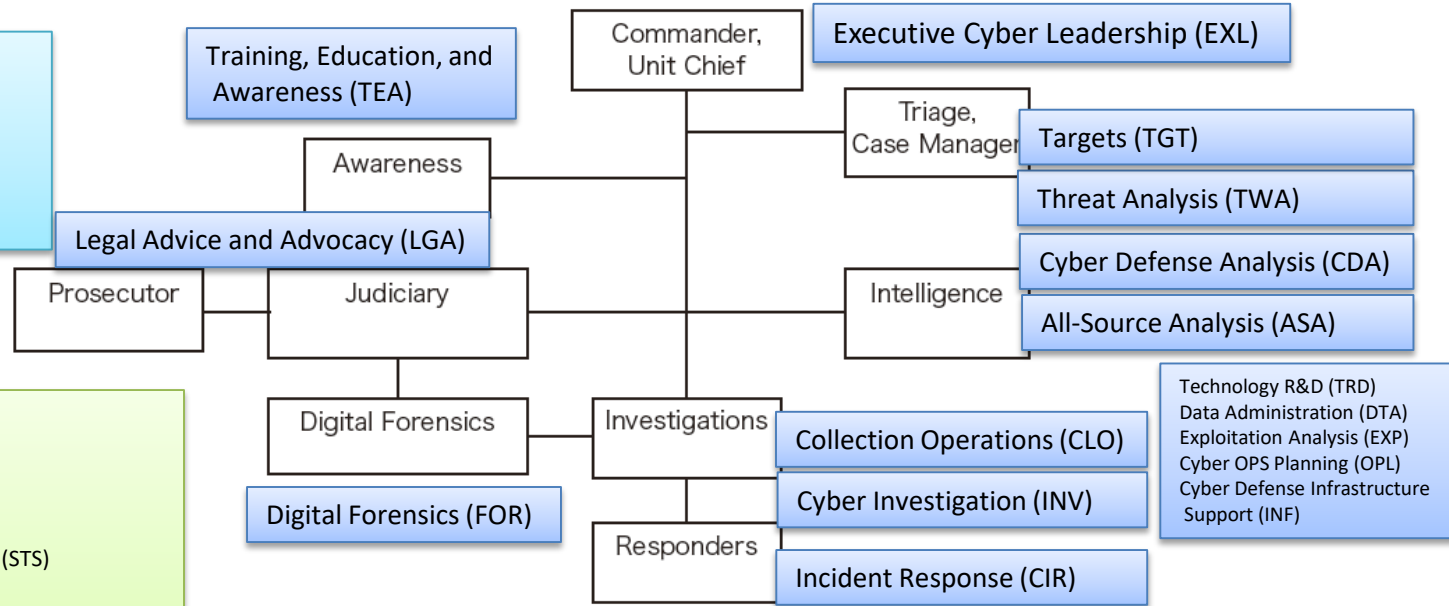 Commander,
Unit Chief
Executive Cyber Leadership (EXL)
Training, Education, and
Awareness (TEA)
Triage,
Case Manager
Targets (TGT)
Awareness
Threat Analysis (TWA)
Legal Advice and Advocacy (LGA)
Cyber Defense Analysis (CDA)
Prosecutor
Judiciary
Intelligence
All-Source Analysis (ASA)
Technology R&D (TRD)
Data Administration (DTA)
Exploitation Analysis (EXP)
Cyber OPS Planning (OPL)
Cyber Defense Infrastructure
Support (INF)
Digital Forensics
Investigations
Collection Operations (CLO)
Digital Forensics (FOR)
Cyber Investigation (INV)
Responders
(STS)
Incident Response (CIR)